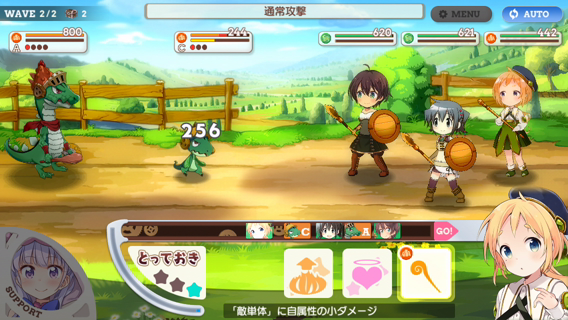 WAVE 2/2 2
通常攻撃
MENU
AUTO
800
A
244
C
620
621
442
256
C A GO!
とっておき
SUPPORT
「敵単体」に自属性の小ダメージ